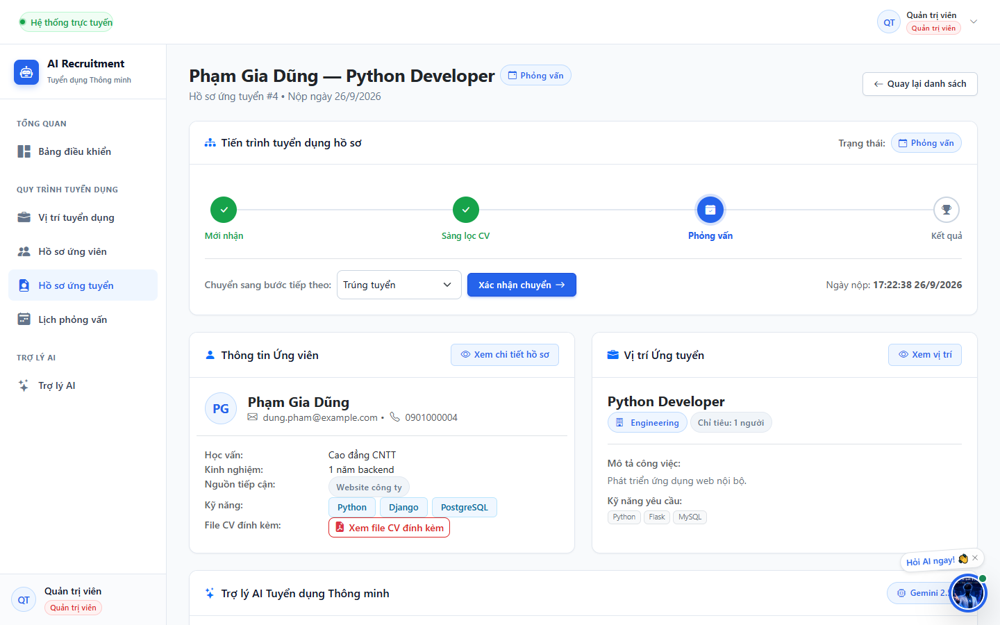 Hệ thống trực tuyến
QT
Quản trị viên
Quản trị viên
AI Recruitment
Tuyển dụng Thông minh
TỔNG QUAN
Bảng điều khiển
QUY TRÌNH TUYỂN DỤNG
Vị trí tuyển dụng
Hồ sơ ứng viên
Hồ sơ ứng tuyển
Lịch phỏng vấn
TRỢ LÝ AI
Trợ lý AI
QT
Quản trị viên
Quản trị viên
Phạm Gia Dũng — Python Developer
Phỏng vấn
Hồ sơ ứng tuyển #4 • Nộp ngày 26/9/2026
← Quay lại danh sách
Tiến trình tuyển dụng hồ sơ
Trạng thái: Phỏng vấn
Mới nhận
Sàng lọc CV
Phỏng vấn
Kết quả
Chuyển sang bước tiếp theo: Trúng tuyển
Xác nhận chuyển →
Ngày nộp: 17:22:38 26/9/2026
Thông tin Ứng viên
Xem chi tiết hồ sơ
PG
Phạm Gia Dũng
dung.pham@example.com • 0901000004
Học vấn: Cao đẳng CNTT
Kinh nghiệm: 1 năm backend
Nguồn tiếp cận: Website công ty
Kỹ năng: Python Django PostgreSQL
File CV đính kèm: Xem file CV đính kèm
Vị trí Ứng tuyển
Xem vị trí
Python Developer
Engineering
Chỉ tiêu: 1 người
Mô tả công việc:
Phát triển ứng dụng web nội bộ.
Kỹ năng yêu cầu:
Python Flask MySQL
Hỏi AI ngay! 👏 ×
Trợ lý AI Tuyển dụng Thông minh
Gemini 2.